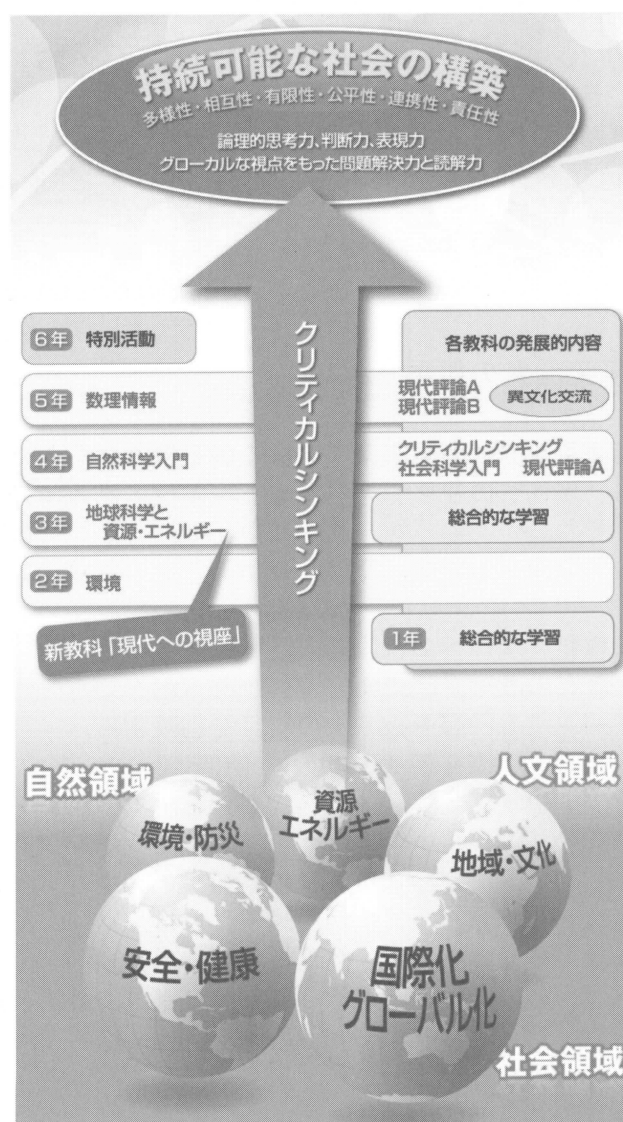 持続可能な社会の構築
多様性・相互性・有限性・公平性・連携性・責任性
論理的思考力、判断力、表現力
グローカルな視点をもった問題解決力と読解力
クリティカルシンキング
6年 特別活動
各教科の発展的内容
5年 数理情報
現代評論A
現代評論B
異文化交流
4年 自然科学入門
クリティカルシンキング
社会科学入門 現代評論A
3年 地球科学と
資源・エネルギー
総合的な学習
2年 環境
新教科「現代への視座」
1年 総合的な学習
自然領域
人文領域
環境・防災
資源
エネルギー
地域・文化
安全・健康
国際化
グローバル化
社会領域